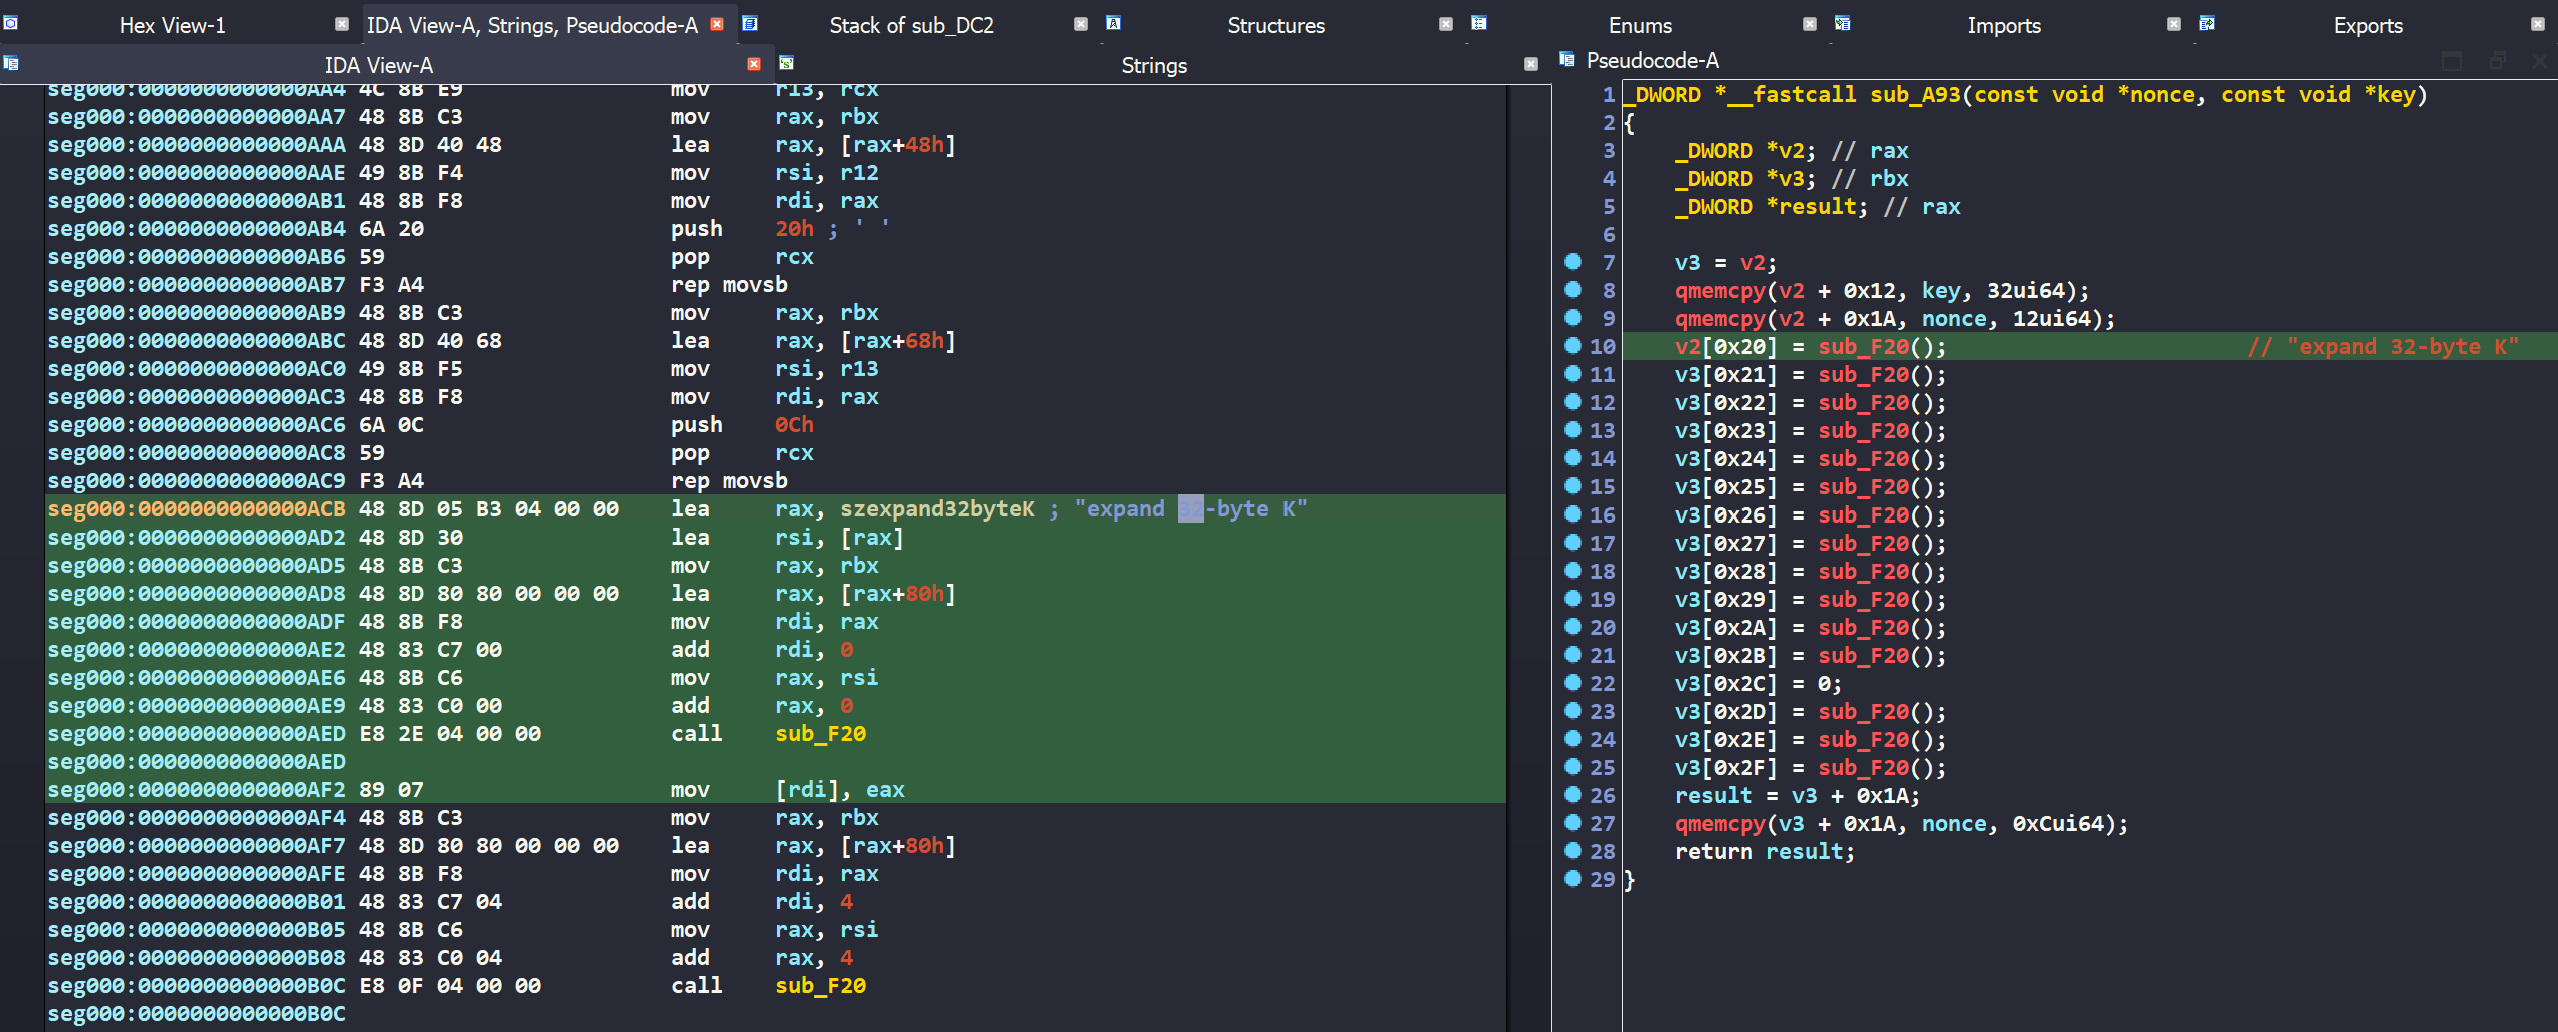 Hex View-1
IDA View-A, Strings, Pseudocode-A
Stack of sub_DC2
Structures
Enums
Imports
Exports
IDA View-A
Strings
Pseudocode-A
seg000:0000000000000AA4 4C 8B E9 mov r13, rcx
seg000:0000000000000AA7 48 8B C3 mov rax, rbx
seg000:0000000000000AAA 48 8D 40 48 lea rax, [rax+48h]
seg000:0000000000000AAE 49 8B F4 mov rsi, r12
seg000:0000000000000AB1 48 8B F8 mov rdi, rax
seg000:0000000000000AB4 6A 20 push 20h ; ' '
seg000:0000000000000AB6 59 pop rcx
seg000:0000000000000AB7 F3 A4 rep movsb
seg000:0000000000000AB9 48 8B C3 mov rax, rbx
seg000:0000000000000ABC 48 8D 40 68 lea rax, [rax+68h]
seg000:0000000000000AC0 49 8B F5 mov rsi, r13
seg000:0000000000000AC3 48 8B F8 mov rdi, rax
seg000:0000000000000AC6 6A 0C push 0Ch
seg000:0000000000000AC8 59 pop rcx
seg000:0000000000000AC9 F3 A4 rep movsb
seg000:0000000000000ACB 48 8D 05 B3 04 00 00 lea rax, szexpand32byteK ; "expand 32-byte K"
seg000:0000000000000AD2 48 8D 30 lea rsi, [rax]
seg000:0000000000000AD5 48 8B C3 mov rax, rbx
seg000:0000000000000AD8 48 8D 80 80 00 00 00 lea rax, [rax+80h]
seg000:0000000000000ADF 48 8B F8 mov rdi, rax
seg000:0000000000000AE2 48 83 C7 00 add rdi, 0
seg000:0000000000000AE6 48 8B C6 mov rax, rsi
seg000:0000000000000AE9 48 83 C0 00 add rax, 0
seg000:0000000000000AED E8 2E 04 00 00 call sub_F20
seg000:0000000000000AED
seg000:0000000000000AF2 89 07 mov [rdi], eax
seg000:0000000000000AF4 48 8B C3 mov rax, rbx
seg000:0000000000000AF7 48 8D 80 80 00 00 00 lea rax, [rax+80h]
seg000:0000000000000AFE 48 8B F8 mov rdi, rax
seg000:0000000000000B01 48 83 C7 04 add rdi, 4
seg000:0000000000000B05 48 8B C6 mov rax, rsi
seg000:0000000000000B08 48 83 C0 04 add rax, 4
seg000:0000000000000B0C E8 0F 04 00 00 call sub_F20
seg000:0000000000000B0C
1 _DWORD *__fastcall sub_A93(const void *nonce, const void *key)
2 {
3 _DWORD *v2; // rax
4 _DWORD *v3; // rbx
5 _DWORD *result; // rax
6
7 v3 = v2;
8 qmemcpy(v2 + 0x12, key, 32ui64);
9 qmemcpy(v2 + 0x1A, nonce, 12ui64);
10 v2[0x20] = sub_F20(); // "expand 32-byte K"
11 v3[0x21] = sub_F20();
12 v3[0x22] = sub_F20();
13 v3[0x23] = sub_F20();
14 v3[0x24] = sub_F20();
15 v3[0x25] = sub_F20();
16 v3[0x26] = sub_F20();
17 v3[0x27] = sub_F20();
18 v3[0x28] = sub_F20();
19 v3[0x29] = sub_F20();
20 v3[0x2A] = sub_F20();
21 v3[0x2B] = sub_F20();
22 v3[0x2C] = 0;
23 v3[0x2D] = sub_F20();
24 v3[0x2E] = sub_F20();
25 v3[0x2F] = sub_F20();
26 result = v3 + 0x1A;
27 qmemcpy(v3 + 0x1A, nonce, 0xCui64);
28 return result;
29 }